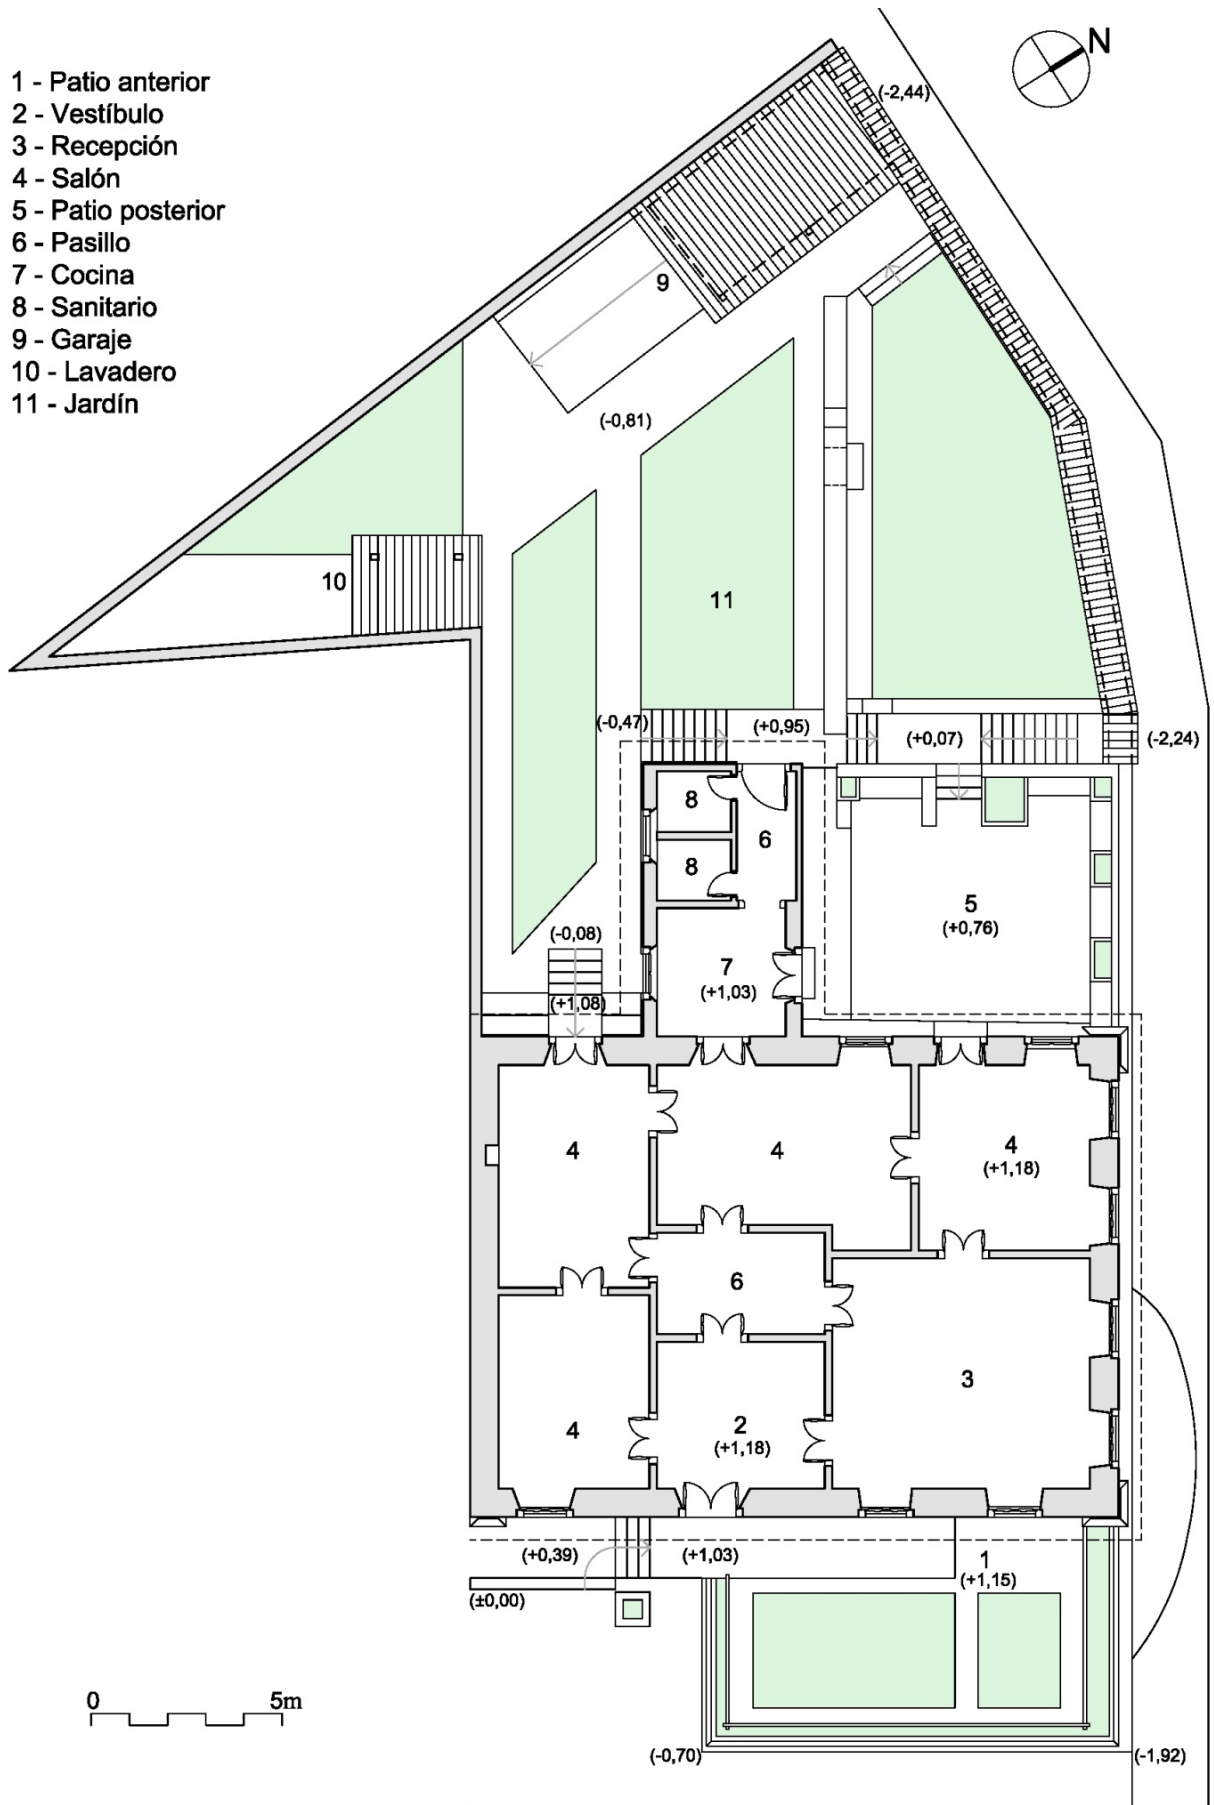 N
(-2,44)
1 - Patio anterior
2 - Vestíbulo
3 - Recepción
4 - Salón
5 - Patio posterior
6 - Pasillo
7 - Cocina
8 - Sanitario
9 - Garaje
10 - Lavadero
11 - Jardín
9
(-0,81)
10
11
(-0,47)
(+0,95)
(+0,07)
(-2,24)
8
6
8
5
(+0,76)
(-0,08)
7
(+1,03)
(+1,08)
4
4
4
(+1,18)
6
3
4
2
(+1,18)
(+0,39)
(+1,03)
1
(+1,15)
(±0,00)
0
5m
(-0,70)
(-1,92)